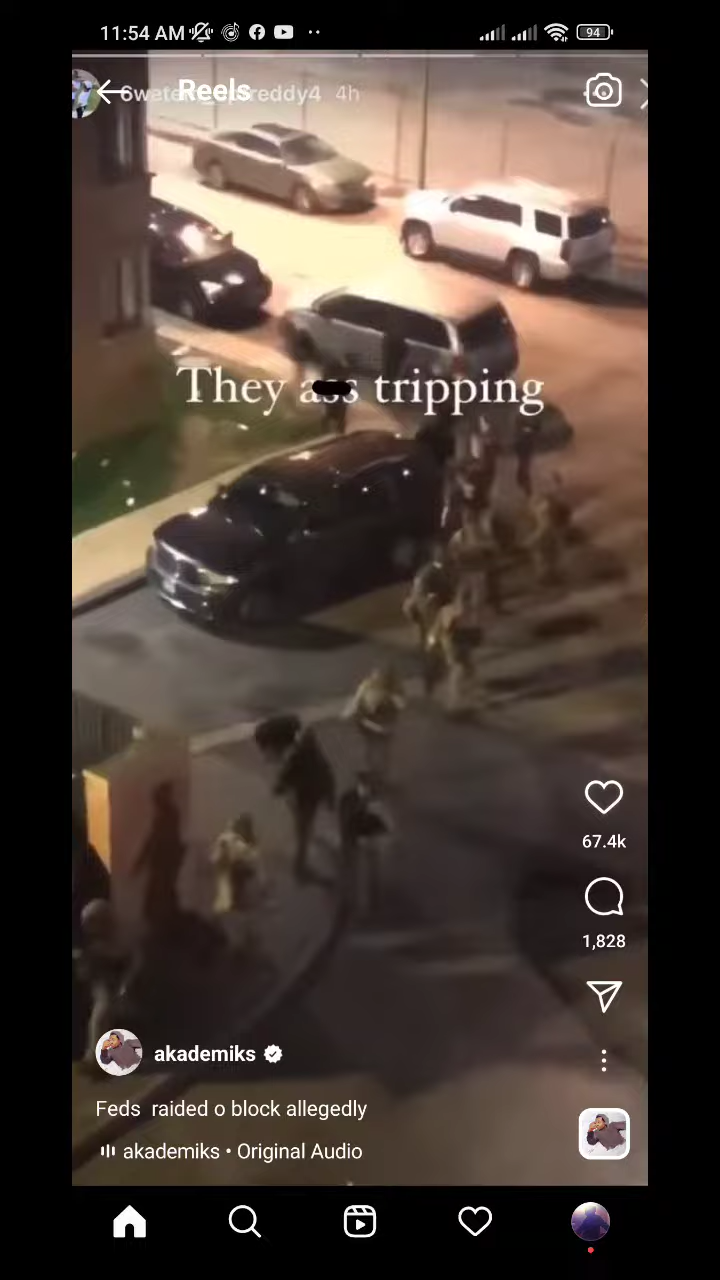 11:54 AM
94
Reels
4h
They ass tripping
67.4k
1,828
akademiks
Feds raided o block allegedly
akademiks • Original Audio